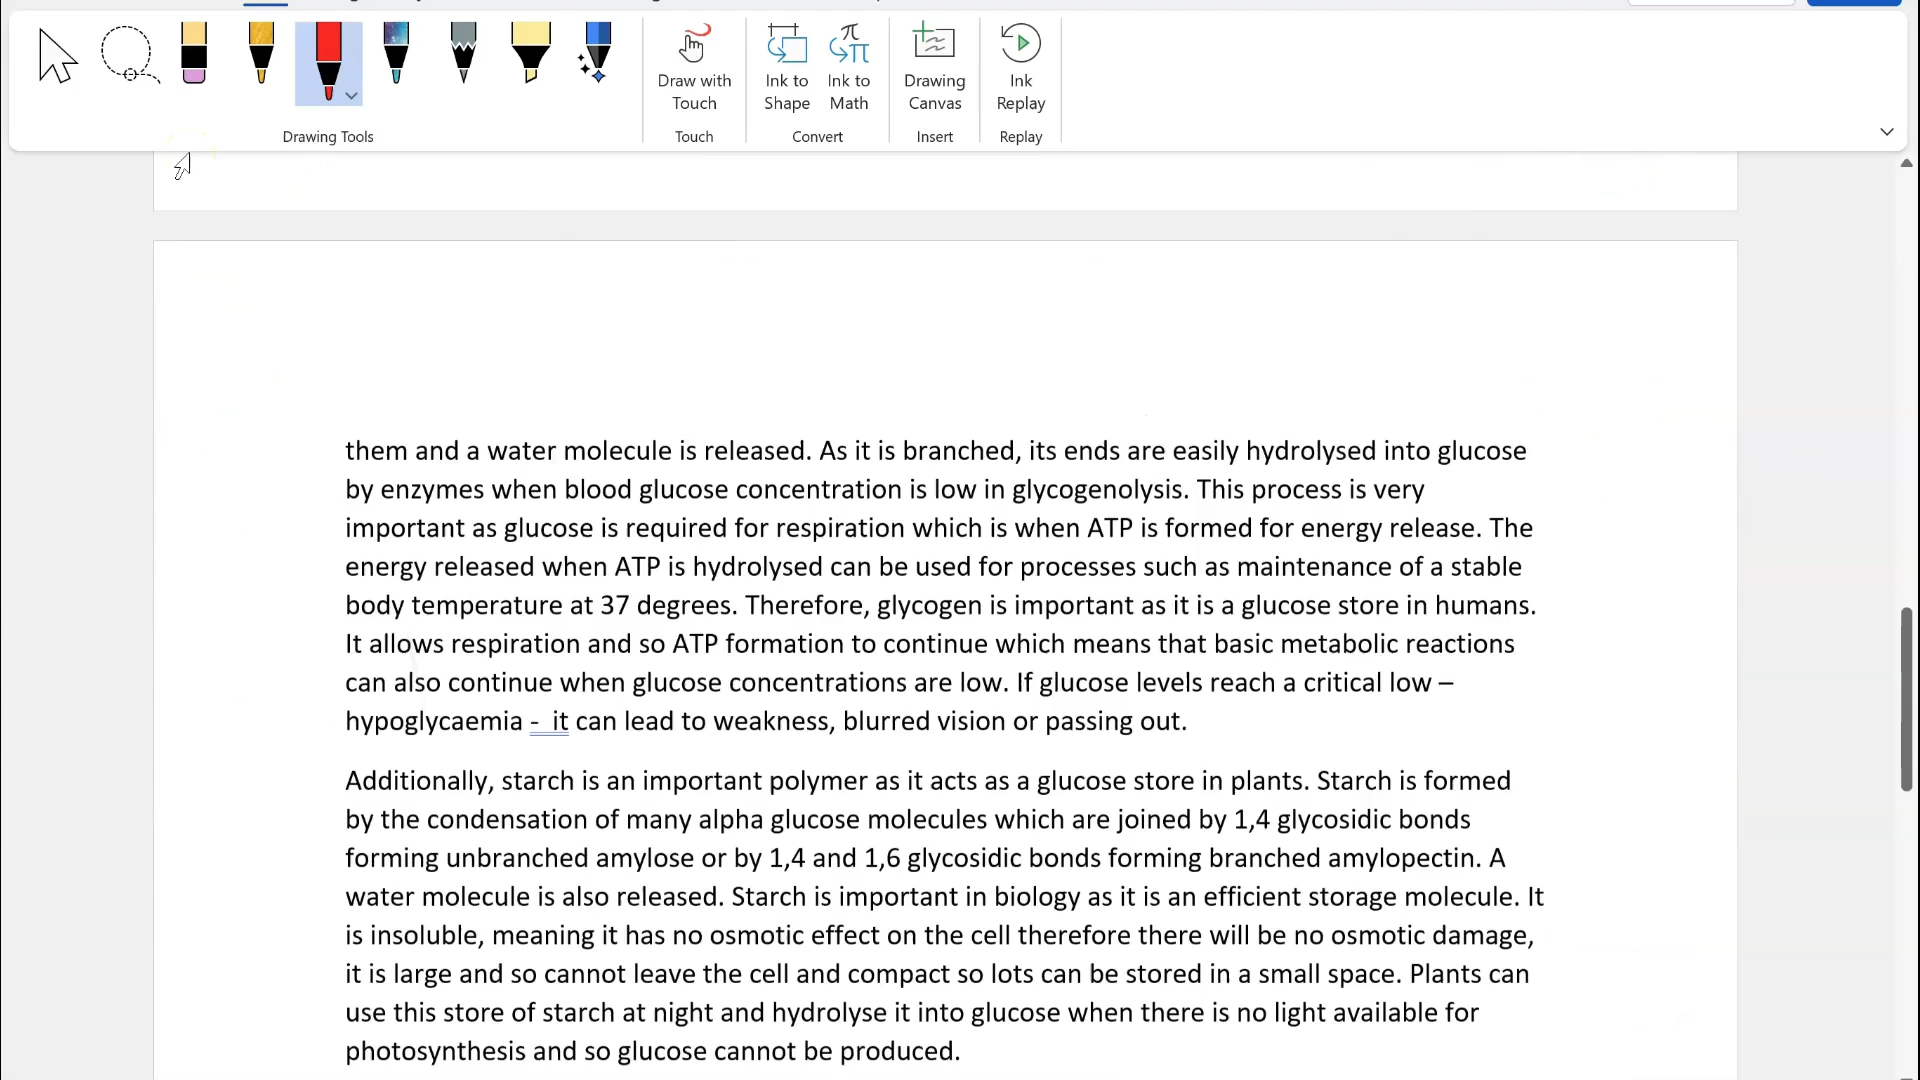 Draw with
Touch
Ink to
Shape
Ink to
Math
Drawing
Canvas
Ink
Replay
Drawing Tools
Touch
Convert
Insert
Replay
them and a water molecule is released. As it is branched, its ends are easily hydrolysed into glucose
by enzymes when blood glucose concentration is low in glycogenolysis. This process is very
important as glucose is required for respiration which is when ATP is formed for energy release. The
energy released when ATP is hydrolysed can be used for processes such as maintenance of a stable
body temperature at 37 degrees. Therefore, glycogen is important as it is a glucose store in humans.
It allows respiration and so ATP formation to continue which means that basic metabolic reactions
can also continue when glucose concentrations are low. If glucose levels reach a critical low –
hypoglycaemia -  it can lead to weakness, blurred vision or passing out.
Additionally, starch is an important polymer as it acts as a glucose store in plants. Starch is formed
by the condensation of many alpha glucose molecules which are joined by 1,4 glycosidic bonds
forming unbranched amylose or by 1,4 and 1,6 glycosidic bonds forming branched amylopectin. A
water molecule is also released. Starch is important in biology as it is an efficient storage molecule. It
is insoluble, meaning it has no osmotic effect on the cell therefore there will be no osmotic damage,
it is large and so cannot leave the cell and compact so lots can be stored in a small space. Plants can
use this store of starch at night and hydrolyse it into glucose when there is no light available for
photosynthesis and so glucose cannot be produced.